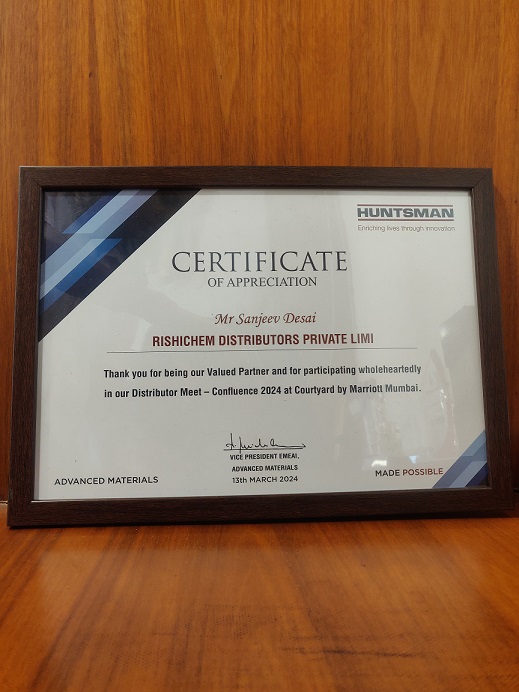 HUNTSMAN
Enriching lives through innovation
CERTIFICATE
OF APPRECIATION
Mr Sanjeev Desai
RISHICHEM DISTRIBUTORS PRIVATE LIMI
Thank you for being our Valued Partner and for participating wholeheartedly
in our Distributor Meet – Confluence 2024 at Courtyard by Marriott Mumbai.
VICE PRESIDENT EMEAI,
ADVANCED MATERIALS
13th MARCH 2024
ADVANCED MATERIALS
MADE POSSIBLE